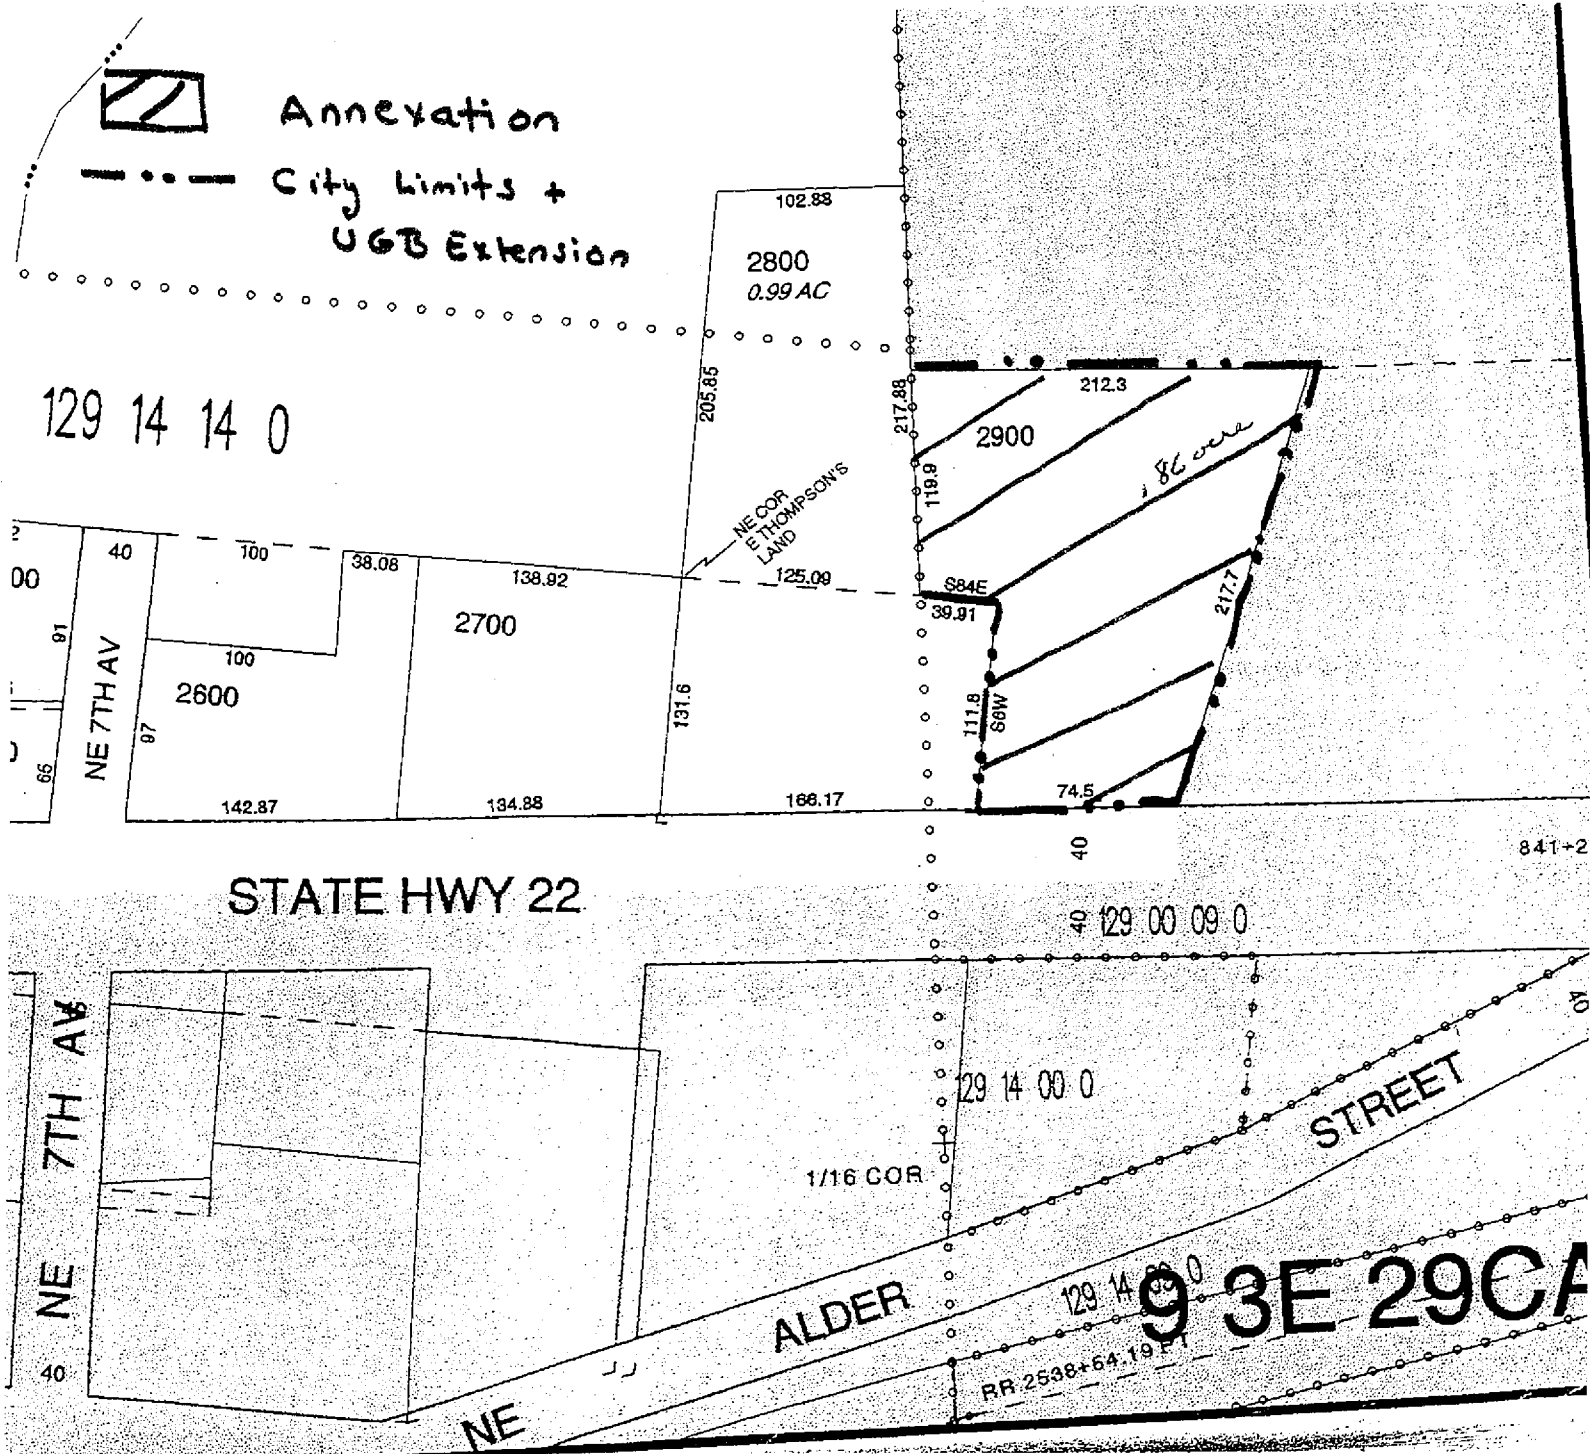 Annexation
City Limits +
UGB Extension
102.88
2800
0.99 AC
205.85
217.88
212.3
2900
.86 acre
119.9
129 14 14 0
NE COR
E THOMPSON'S
LAND
40
100
38.08
138.92
125.09
S84E
39.91
00
91
2700
217.7
100
2600
NE 7TH AV
97
131.6
111.8
S6W
66
142.87
134.88
166.17
74.5
40
841+2
STATE HWY 22
40
129 00 09 0
NE 7TH AV
40
129 14 00 0
STREET
1/16 COR
ALDER
9 3E 29CA
RR 2538+64.19 FT
40
NE